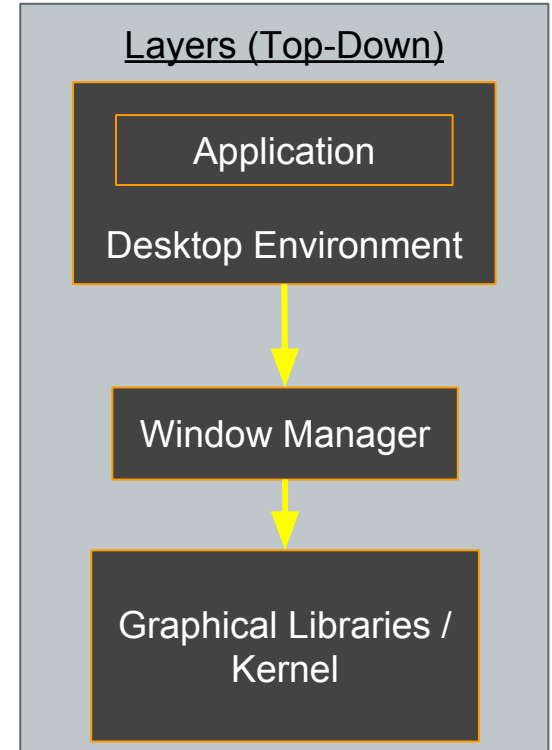 Layers (Top-Down)
Application
Desktop Environment
Window Manager
Graphical Libraries /
Kernel